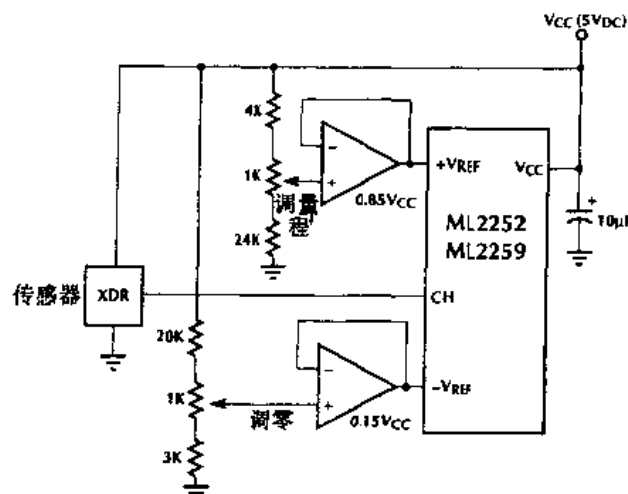 VCC (5VDC)
4K
1K
调量
程
24K
0.85VCC
+VREF
VCC
ML2252
ML2259
+
10μf
传感器
XDR
CH
20K
1K
3K
调零
0.15VCC
-VREF